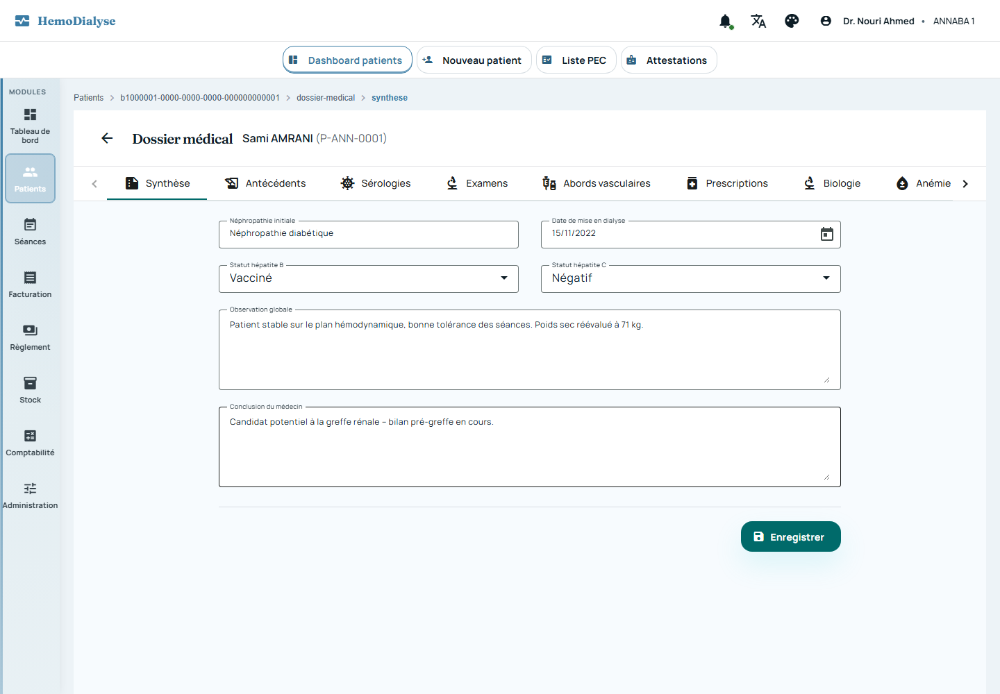 HemoDialyse
Dr. Nouri Ahmed • ANNABA 1
Dashboard patients
Nouveau patient
Liste PEC
Attestations
MODULES
Tableau de
bord
Patients
Séances
Facturation
Règlement
Stock
Comptabilité
Administration
Patients > b1000001-0000-0000-0000-000000000001 > dossier-medical > synthese
Dossier médical Sami AMRANI (P-ANN-0001)
Synthèse
Antécédents
Sérologies
Examens
Abords vasculaires
Prescriptions
Biologie
Anémie
Néphropathie initiale
Néphropathie diabétique
Date de mise en dialyse
15/11/2022
Statut hépatite B
Vacciné
Statut hépatite C
Négatif
Observation globale
Patient stable sur le plan hémodynamique, bonne tolérance des séances. Poids sec réévalué à 71 kg.
Conclusion du médecin
Candidat potentiel à la greffe rénale – bilan pré-greffe en cours.
Enregistrer